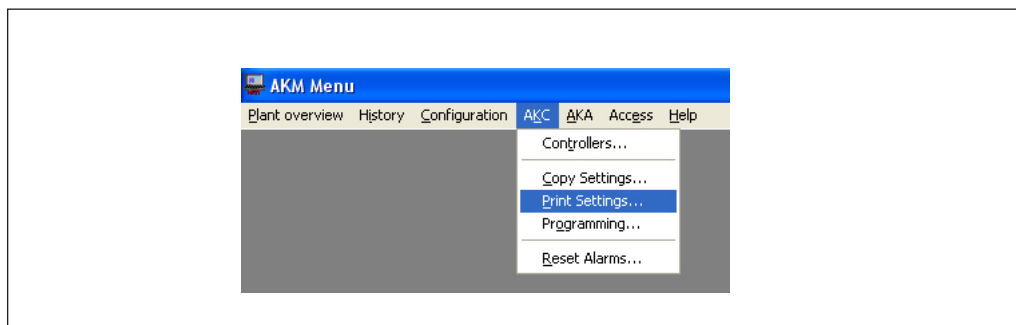 AKM Menu
Plant overview History Configuration AKC AKA Access Help
Controllers...
Copy Settings...
Print Settings...
Programming...
Reset Alarms...